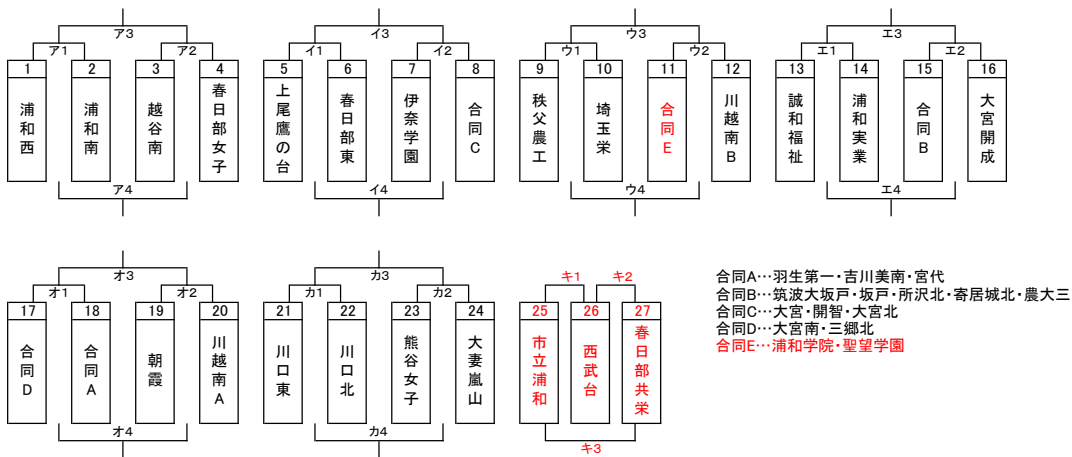 ア3
ア1
ア2
1
2
3
4
浦和西
浦和南
越谷南
春日部女子
ア4
イ3
イ1
イ2
5
6
7
8
上尾鷹の台
春日部東
伊奈学園
合同C
イ4
ウ3
ウ1
ウ2
9
10
11
12
秩父農工
埼玉栄
合同E
川越南B
ウ4
エ3
エ1
エ2
13
14
15
16
誠和福祉
浦和実業
合同B
大宮開成
エ4
オ3
オ1
オ2
17
18
19
20
合同D
合同A
朝霞
川越南A
オ4
カ3
カ1
カ2
21
22
23
24
川口東
川口北
熊谷女子
大妻嵐山
カ4
キ1
キ2
25
26
27
市立浦和
西武台
春日部共栄
キ3
合同A…羽生第一・吉川美南・宮代
合同B…筑波大坂戸・坂戸・所沢北・寄居城北・農大三
合同C…大宮・開智・大宮北
合同D…大宮南・三郷北
合同E…浦和学院・聖望学園